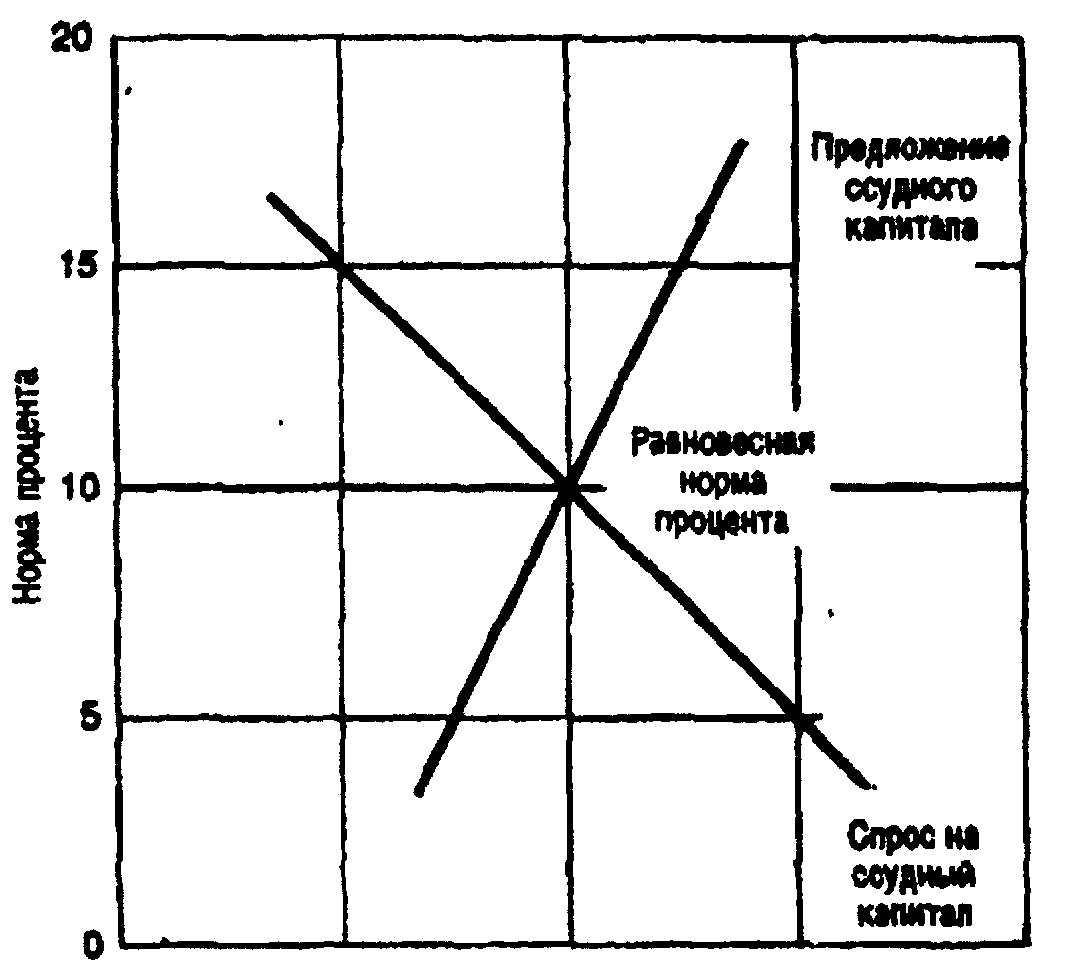 20
Предложение
ссудного
капитала
15
Норма процента
Равновесная
норма
процента
10
5
Спрос на
ссудный
капитал
0